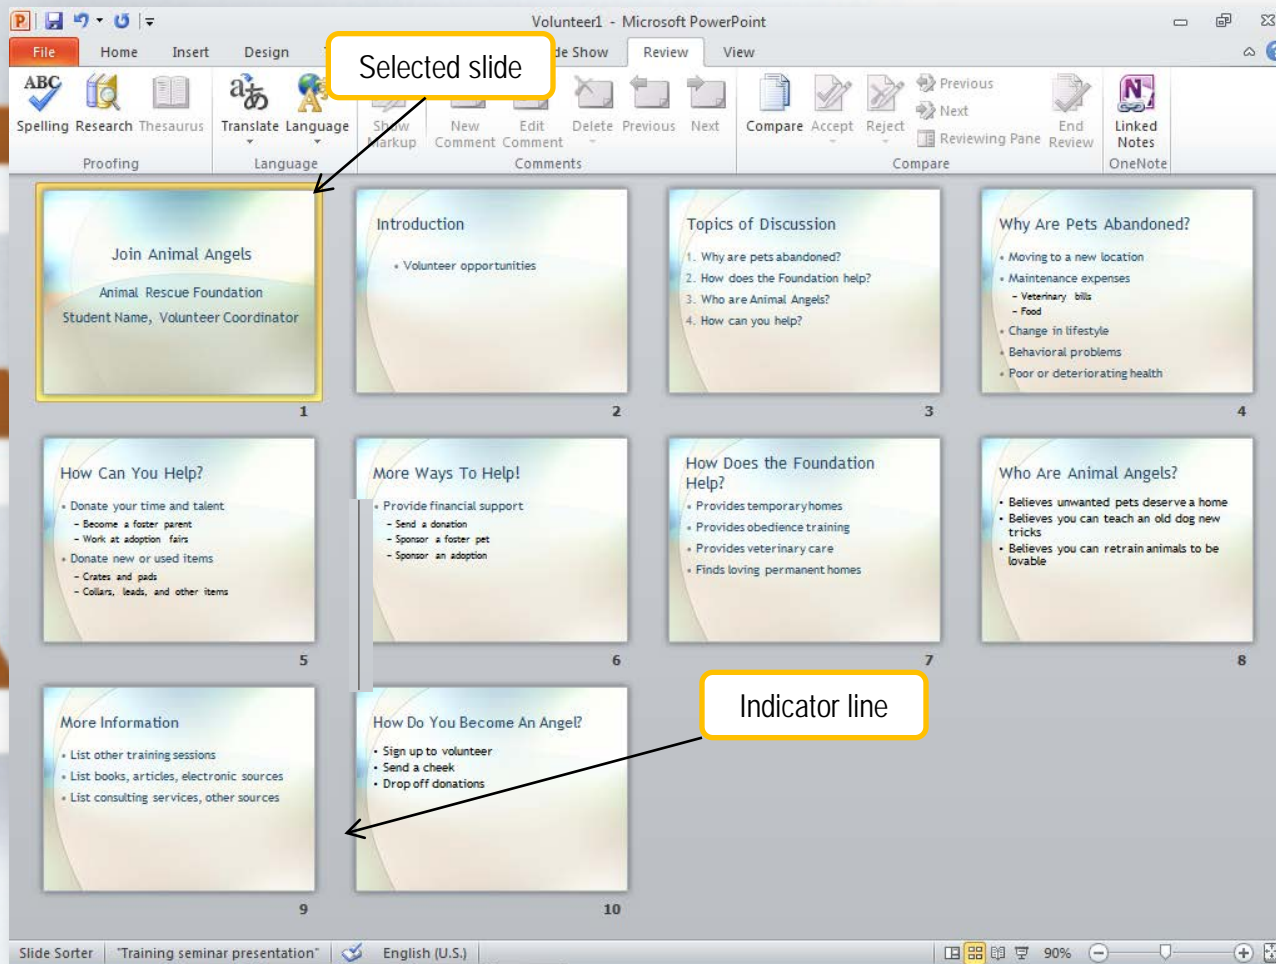 Volunteer1 - Microsoft PowerPoint
File Home Insert Design de Show Review View
Selected slide
ABC
Spelling Research Thesaurus Translate Language Show Markup New Comment Edit Comment Delete Previous Next Compare Accept Reject Previous
Next
Reviewing Pane
End Review
Linked Notes
Proofing Language Comments Compare OneNote
Join Animal Angels
Animal Rescue Foundation
Student Name, Volunteer Coordinator
1
Introduction
• Volunteer opportunities
2
Topics of Discussion
1. Why are pets abandoned?
2. How does the Foundation help?
3. Who are Animal Angels?
4. How can you help?
3
Why Are Pets Abandoned?
• Moving to a new location
• Maintenance expenses
– Veterinary bills
– Food
• Change in lifestyle
• Behavioral problems
• Poor or deteriorating health
4
How Can You Help?
• Donate your time and talent
– Become a foster parent
– Work at adoption fairs
• Donate new or used items
– Crates and pads
– Collars, leads, and other items
5
More Ways To Help!
• Provide financial support
– Send a donation
– Sponsor a foster pet
– Sponsor an adoption
6
How Does the Foundation
Help?
• Provides temporary homes
• Provides obedience training
• Provides veterinary care
• Finds loving permanent homes
7
Who Are Animal Angels?
• Believes unwanted pets deserve a home
• Believes you can teach an old dog new
tricks
• Believes you can retrain animals to be
lovable
8
Indicator line
More Information
• List other training sessions
• List books, articles, electronic sources
• List consulting services, other sources
9
How Do You Become An Angel?
• Sign up to volunteer
• Send a cheek
• Drop off donations
10
Slide Sorter "Training seminar presentation" English (U.S.) 90%